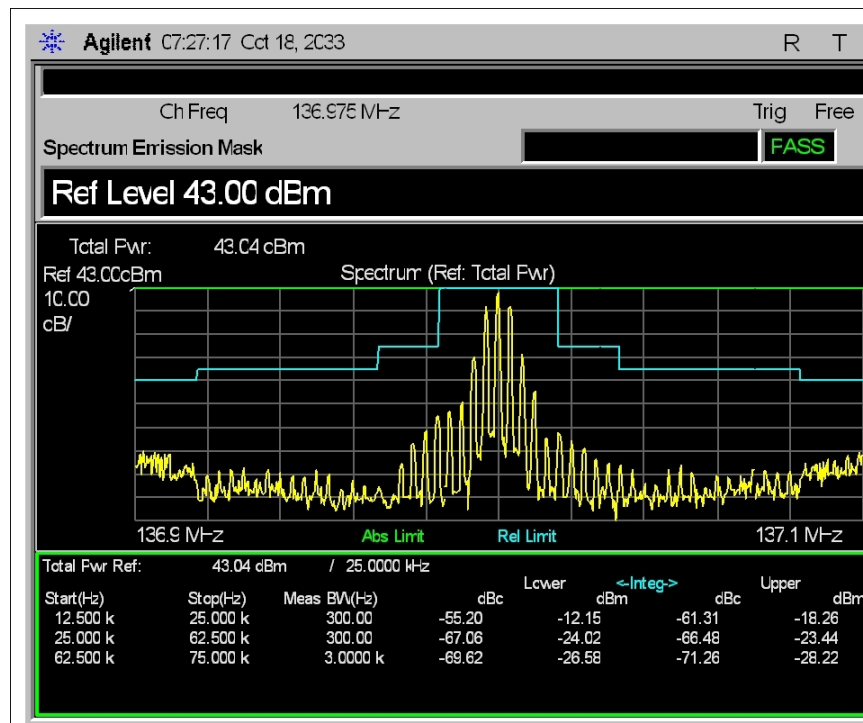 Agilent 07:27:17 Oct 18, 2033 R T
Ch Freq 136.975 MHz Trig Free
Spectrum Emission Mask PASS
Ref Level 43.00 dBm
Total Pwr: 43.04 dBm
Ref 43.00dBm Spectrum (Ref: Total Pwr)
10.00
dB/
136.9 MHz Abs Limit Rel Limit 137.1 MHz
Total Pwr Ref: 43.04 dBm / 25.0000 kHz
Lower <-Integ-> Upper
Start(Hz) Stop(Hz) Meas BW(Hz) dBc dBm dBc dBm
12.500 k 25.000 k 300.00 -55.20 -12.15 -61.31 -18.26
25.000 k 62.500 k 300.00 -67.06 -24.02 -66.48 -23.44
62.500 k 75.000 k 3.0000 k -69.62 -26.58 -71.26 -28.22